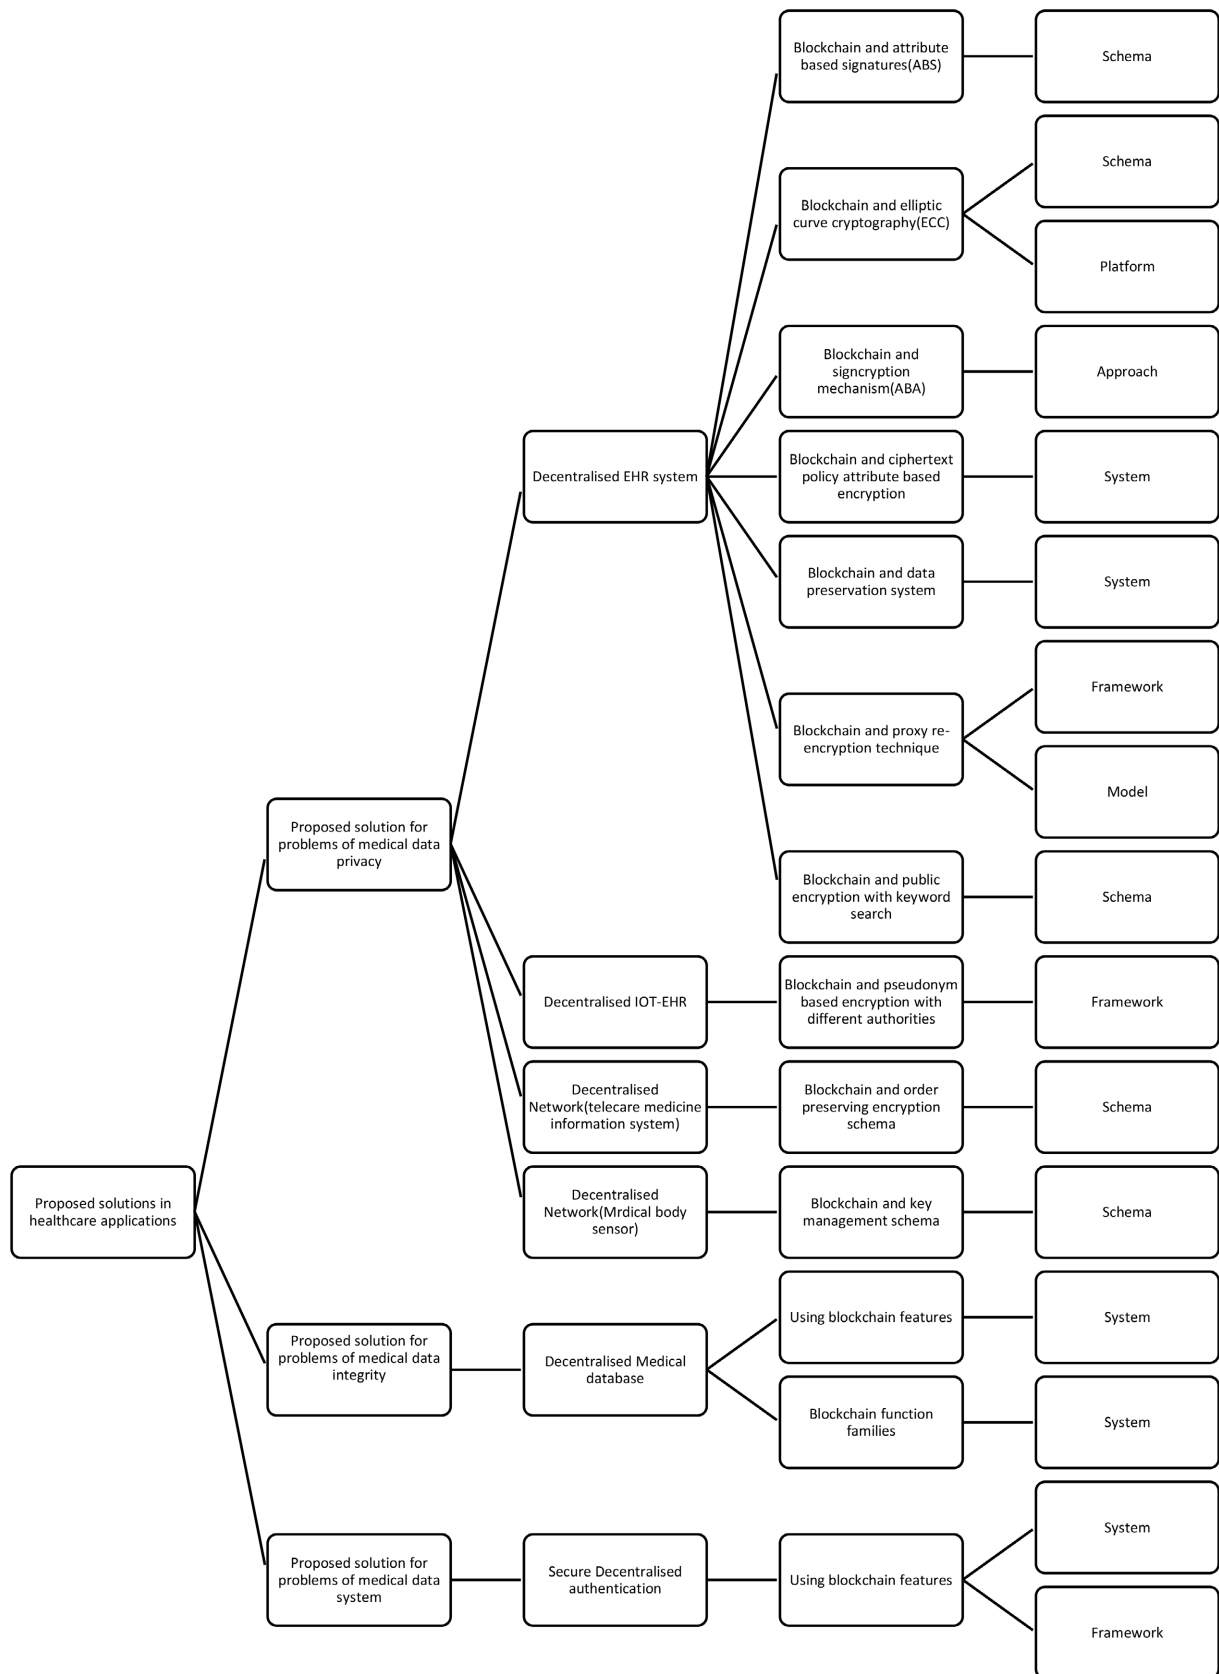 Blockchain and attribute
based signatures(ABS)
Schema
Schema
Blockchain and elliptic
curve cryptography(ECC)
Platform
Blockchain and
signcryption
mechanism(ABA)
Approach
Decentralised EHR system
Blockchain and ciphertext
policy attribute based
encryption
System
Blockchain and data
preservation system
System
Framework
Blockchain and proxy re-
encryption technique
Model
Proposed solution for
problems of medical data
privacy
Blockchain and public
encryption with keyword
search
Schema
Decentralised IOT-EHR
Blockchain and pseudonym
based encryption with
different authorities
Framework
Decentralised
Network(telecare medicine
information system)
Blockchain and order
preserving encryption
schema
Schema
Proposed solutions in
healthcare applications
Decentralised
Network(Mrdical body
sensor)
Blockchain and key
management schema
Schema
Using blockchain features
System
Proposed solution for
problems of medical data
integrity
Decentralised Medical
database
Blockchain function
families
System
System
Proposed solution for
problems of medical data
system
Secure Decentralised
authentication
Using blockchain features
Framework